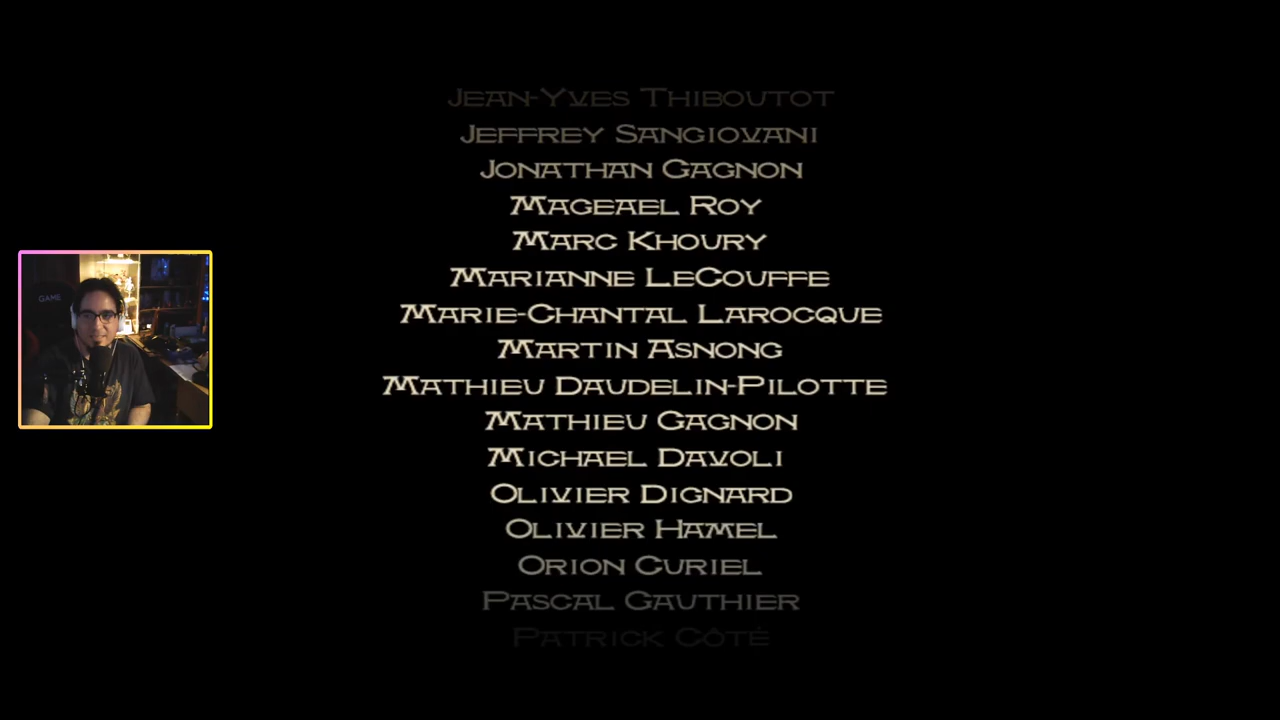 Jean-Yves Thiboutot
Jeffrey Sangiovani
Jonathan Gagnon
Mageael Roy
Marc Khoury
Marianne LeCouffe
Marie-Chantal Larocque
Martin Asnong
Mathieu Daudelin-Pilotte
Mathieu Gagnon
Michael Davoli
Olivier Dignard
Olivier Hamel
Orion Curiel
Pascal Gauthier
Patrick Côté
GAME